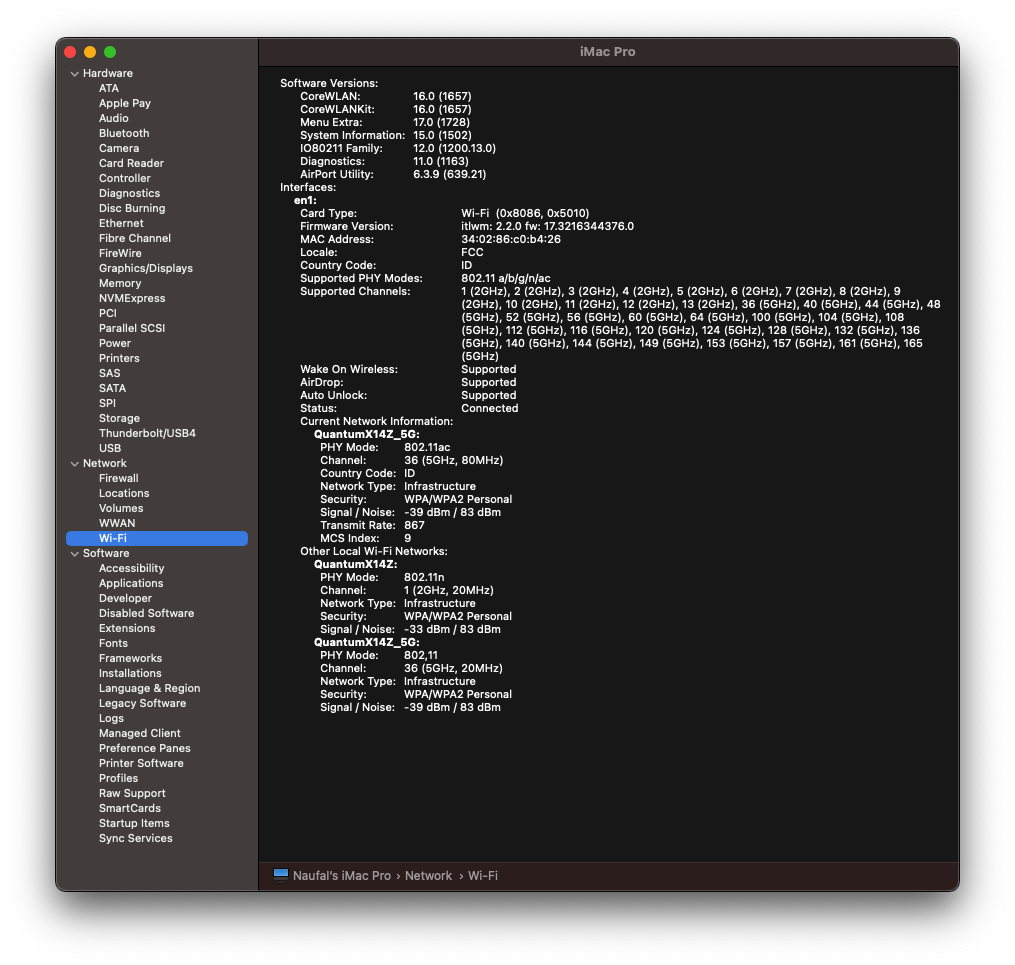 iMac Pro
Hardware
ATA
Apple Pay
Audio
Bluetooth
Camera
Card Reader
Controller
Diagnostics
Disc Burning
Ethernet
Fibre Channel
FireWire
Graphics/Displays
Memory
NVMExpress
PCI
Parallel SCSI
Power
Printers
SAS
SATA
SPI
Storage
Thunderbolt/USB4
USB
Network
Firewall
Locations
Volumes
WWAN
Wi-Fi
Software
Accessibility
Applications
Developer
Disabled Software
Extensions
Fonts
Frameworks
Installations
Language & Region
Legacy Software
Logs
Managed Client
Preference Panes
Printer Software
Profiles
Raw Support
SmartCards
Startup Items
Sync Services
Software Versions:
CoreWLAN: 16.0 (1657)
CoreWLANKit: 16.0 (1657)
Menu Extra: 17.0 (1728)
System Information: 15.0 (1502)
IO80211 Family: 12.0 (1200.13.0)
Diagnostics: 11.0 (1163)
AirPort Utility: 6.3.9 (639.21)
Interfaces:
en1:
Card Type: Wi-Fi (0x8086, 0x5010)
Firmware Version: itlwm: 2.2.0 fw: 17.3216344376.0
MAC Address: 34:02:86:c0:b4:26
Locale: FCC
Country Code: ID
Supported PHY Modes: 802.11 a/b/g/n/ac
Supported Channels: 1 (2GHz), 2 (2GHz), 3 (2GHz), 4 (2GHz), 5 (2GHz), 6 (2GHz), 7 (2GHz), 8 (2GHz), 9
(2GHz), 10 (2GHz), 11 (2GHz), 12 (2GHz), 13 (2GHz), 36 (5GHz), 40 (5GHz), 44 (5GHz), 48
(5GHz), 52 (5GHz), 56 (5GHz), 60 (5GHz), 64 (5GHz), 100 (5GHz), 104 (5GHz), 108
(5GHz), 112 (5GHz), 116 (5GHz), 120 (5GHz), 124 (5GHz), 128 (5GHz), 132 (5GHz), 136
(5GHz), 140 (5GHz), 144 (5GHz), 149 (5GHz), 153 (5GHz), 157 (5GHz), 161 (5GHz), 165
(5GHz)
Wake On Wireless: Supported
AirDrop: Supported
Auto Unlock: Supported
Status: Connected
Current Network Information:
QuantumX14Z_5G:
PHY Mode: 802.11ac
Channel: 36 (5GHz, 80MHz)
Country Code: ID
Network Type: Infrastructure
Security: WPA/WPA2 Personal
Signal / Noise: -39 dBm / 83 dBm
Transmit Rate: 867
MCS Index: 9
Other Local Wi-Fi Networks:
QuantumX14Z:
PHY Mode: 802.11n
Channel: 1 (2GHz, 20MHz)
Network Type: Infrastructure
Security: WPA/WPA2 Personal
Signal / Noise: -33 dBm / 83 dBm
QuantumX14Z_5G:
PHY Mode: 802,11
Channel: 36 (5GHz, 20MHz)
Network Type: Infrastructure
Security: WPA/WPA2 Personal
Signal / Noise: -39 dBm / 83 dBm
Naufal's iMac Pro › Network › Wi-Fi